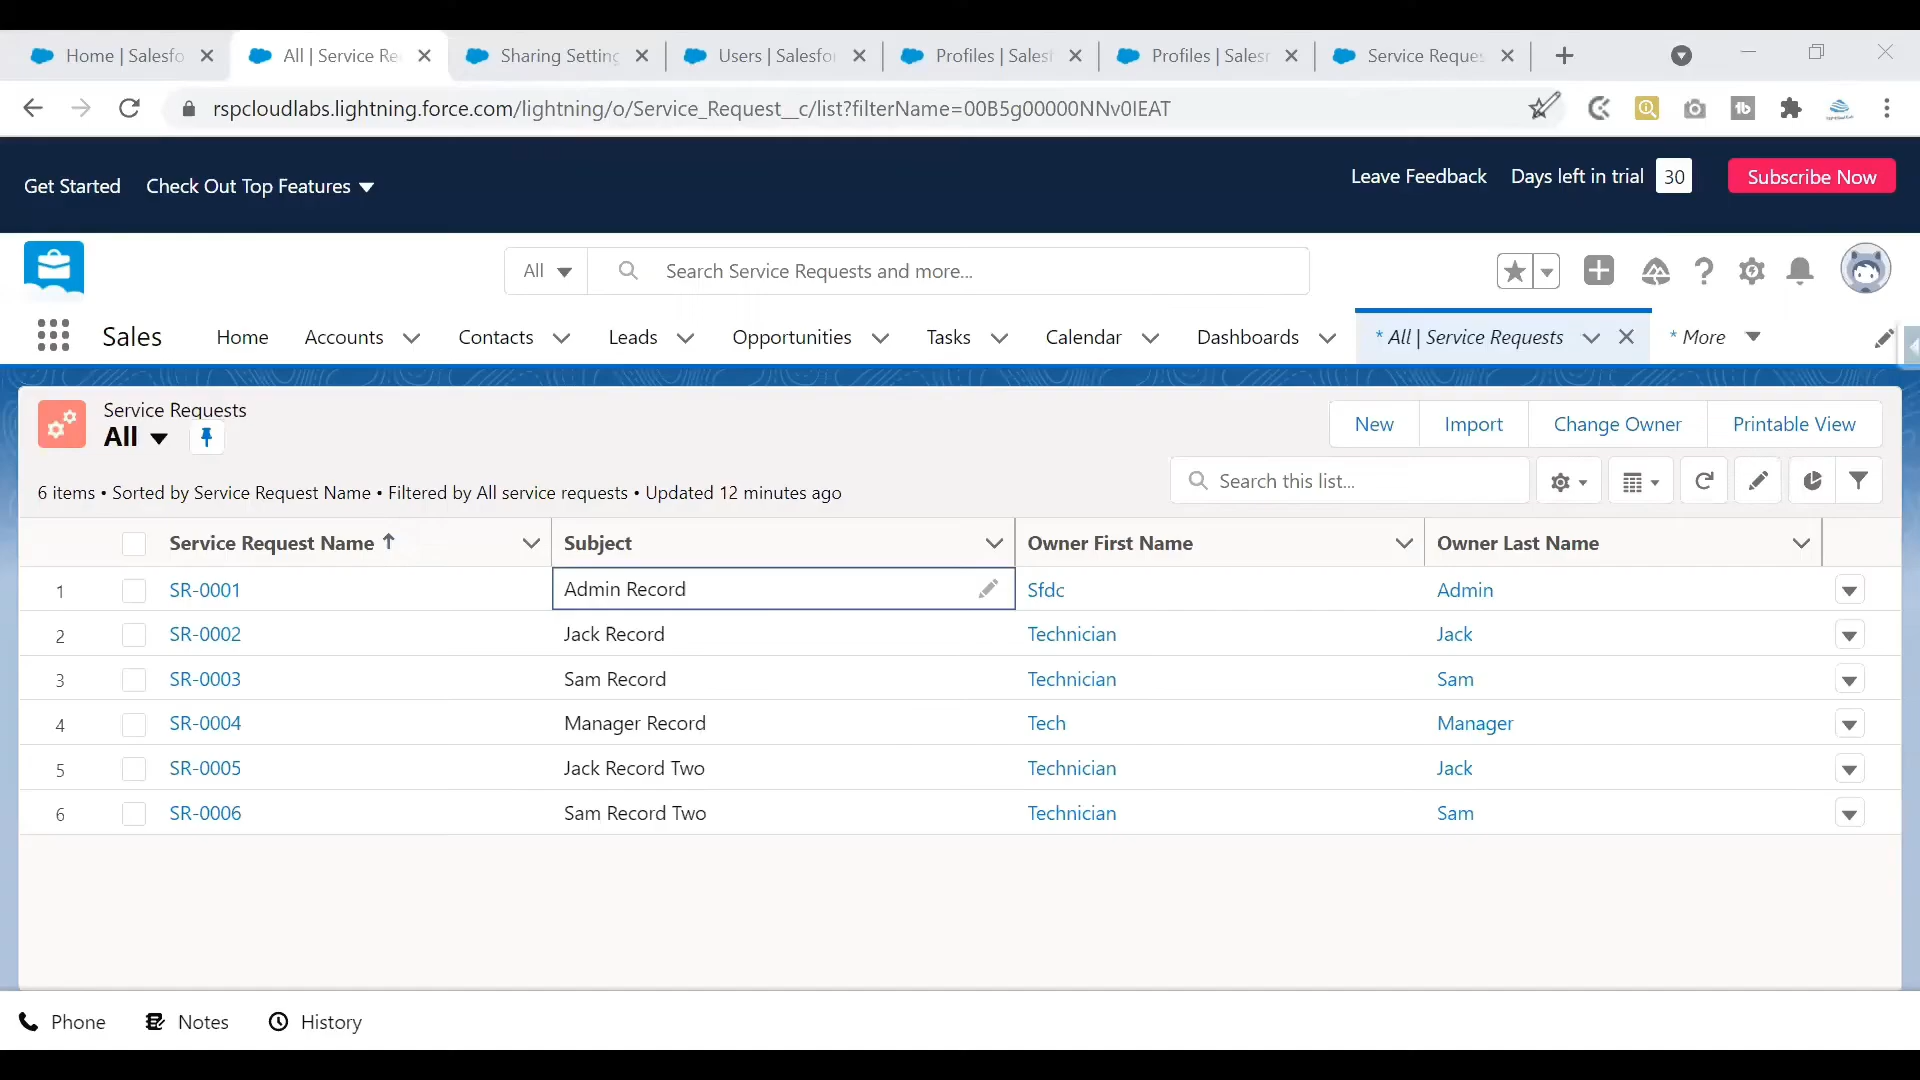 Home | Salesfo
All | Service Re
Sharing Setting
Users | Salesfor
Profiles | Salesf
Profiles | Salesr
Service Reques
rspcloudlabs.lightning.force.com/lightning/o/Service_Request__c/list?filterName=00B5g00000NNv0IEAT
Get Started
Check Out Top Features
Leave Feedback
Days left in trial
30
Subscribe Now
All
Search Service Requests and more...
Sales
Home
Accounts
Contacts
Leads
Opportunities
Tasks
Calendar
Dashboards
* All | Service Requests
* More
Service Requests
All
New
Import
Change Owner
Printable View
6 items • Sorted by Service Request Name • Filtered by All service requests • Updated 12 minutes ago
Search this list...
Service Request Name ↑ Subject Owner First Name Owner Last Name
1 SR-0001 Admin Record Sfdc Admin
2 SR-0002 Jack Record Technician Jack
3 SR-0003 Sam Record Technician Sam
4 SR-0004 Manager Record Tech Manager
5 SR-0005 Jack Record Two Technician Jack
6 SR-0006 Sam Record Two Technician Sam
Phone
Notes
History